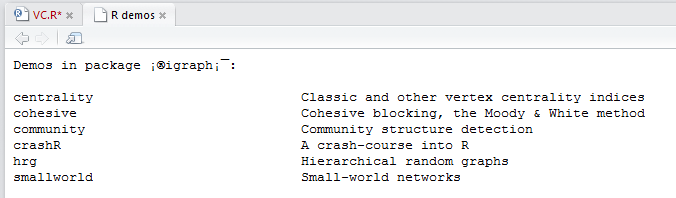 VC.R* R demos
Demos in package ¡®igraph¡¯:
centrality Classic and other vertex centrality indices
cohesive Cohesive blocking, the Moody & White method
community Community structure detection
crashR A crash-course into R
hrg Hierarchical random graphs
smallworld Small-world networks